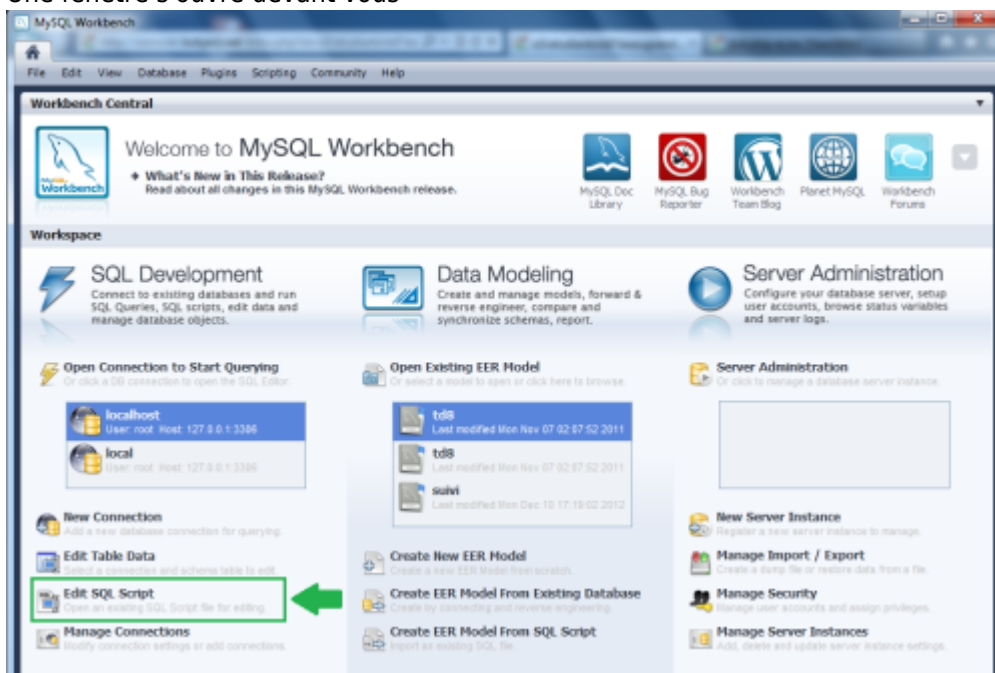 Une fenêtre s'ouvre devant vous
MySQL Workbench
File Edit View Database Plugins Scripting Community Help
Workbench Central
Welcome to MySQL Workbench
What's New in This Release?
Read about all changes in this MySQL Workbench release.
MySQL Doc Library
MySQL Bug Reporter
Workbench Team Blog
Planet MySQL
Workbench Forums
Workbench
Workspace
SQL Development
Connect to existing databases and run
SQL Queries, SQL scripts, edit data and
manage database objects.
Open Connection to Start Querying
Or click a DB connection to open the SQL Editor.
localhost
User: root Host: 127.0.0.1:3306
local
User: root Host: 127.0.0.1:3306
New Connection
Add a new database connection for querying.
Edit Table Data
Select a connection and schema table to edit.
Edit SQL Script
Open an existing SQL Script file for editing.
Manage Connections
Modify connection settings or add connections.
Data Modeling
Create and manage models, forward &
reverse engineer, compare and
synchronize schemas, report.
Open Existing EER Model
Or select a model to open or click here to browse.
td8
Last modified Mon Nov 07 02:07:52 2011
td8
Last modified Mon Nov 07 02:07:52 2011
suivi
Last modified Mon Dec 10 17:19:02 2012
Create New EER Model
Create a new EER Model from scratch.
Create EER Model From Existing Database
Create by connecting and reverse engineering.
Create EER Model From SQL Script
Import an existing SQL file.
Server Administration
Configure your database server, setup
user accounts, browse status variables
and server logs.
Server Administration
Or click to manage a database server instance.
New Server Instance
Register a new server instance to manage.
Manage Import / Export
Create a dump file or restore data from a file.
Manage Security
Manage user accounts and assign privileges.
Manage Server Instances
Add, delete and update server instance settings.